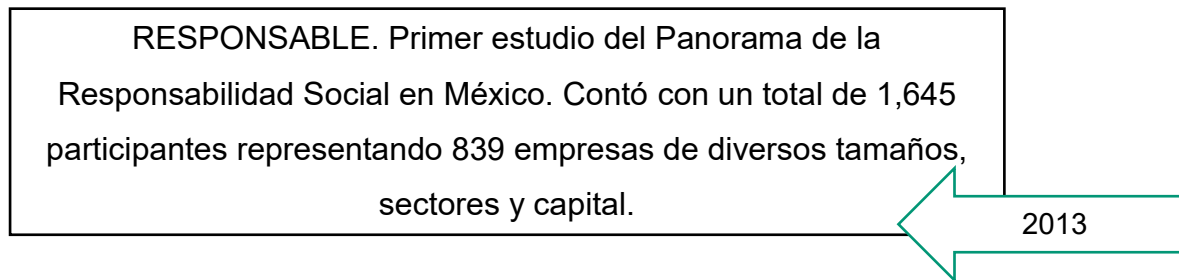 RESPONSABLE. Primer estudio del Panorama de la
Responsabilidad Social en México. Contó con un total de 1,645
participantes representando 839 empresas de diversos tamaños,
sectores y capital.
2013